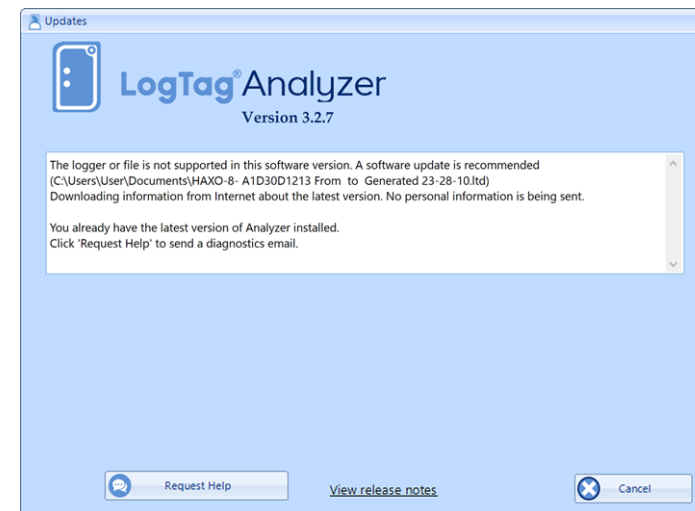 Updates
LogTag® Analyzer
Version 3.2.7
The logger or file is not supported in this software version. A software update is recommended
(C:\Users\User\Documents\HAXO-8- A1D30D1213 From  to  Generated 23-28-10.ltd)
Downloading information from Internet about the latest version. No personal information is being sent.
You already have the latest version of Analyzer installed.
Click 'Request Help' to send a diagnostics email.
Request Help
View release notes
Cancel